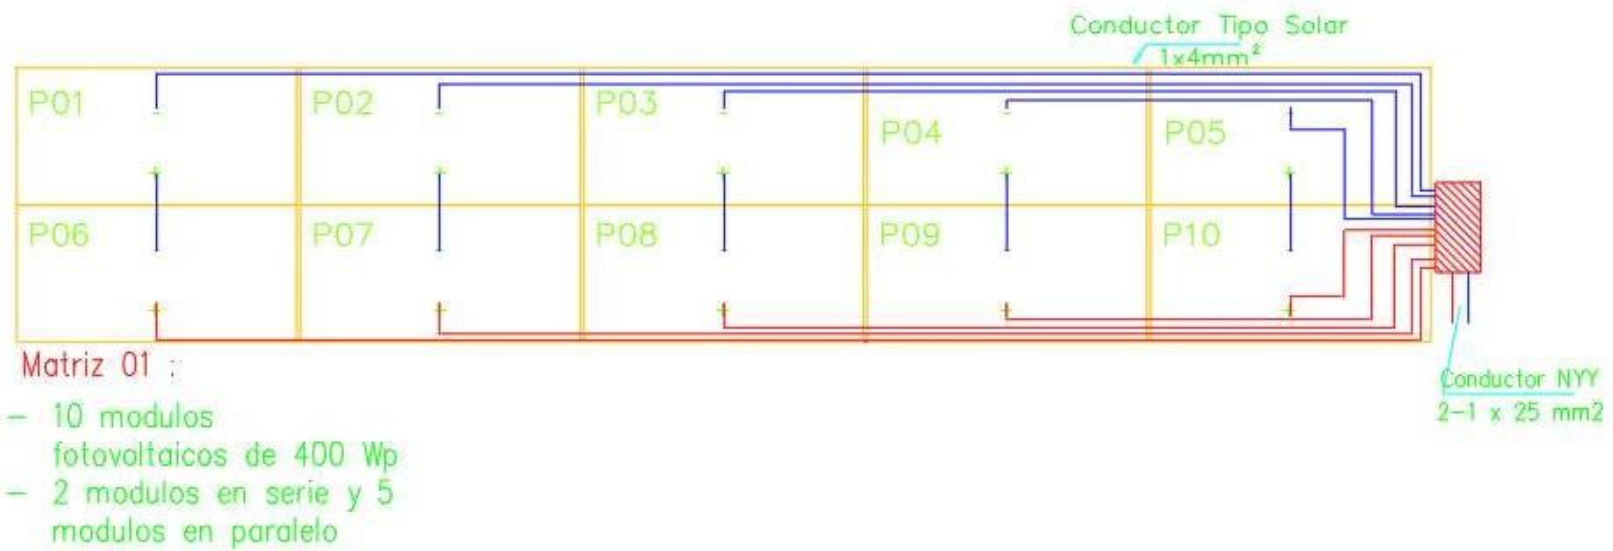 Conductor Tipo Solar
1x4mm²
P01 P02 P03 P04 P05
P06 P07 P08 P09 P10
Matriz 01 :
- 10 modulos
fotovoltaicos de 400 Wp
- 2 modulos en serie y 5
modulos en paralelo
Conductor NYY
2-1 x 25 mm2